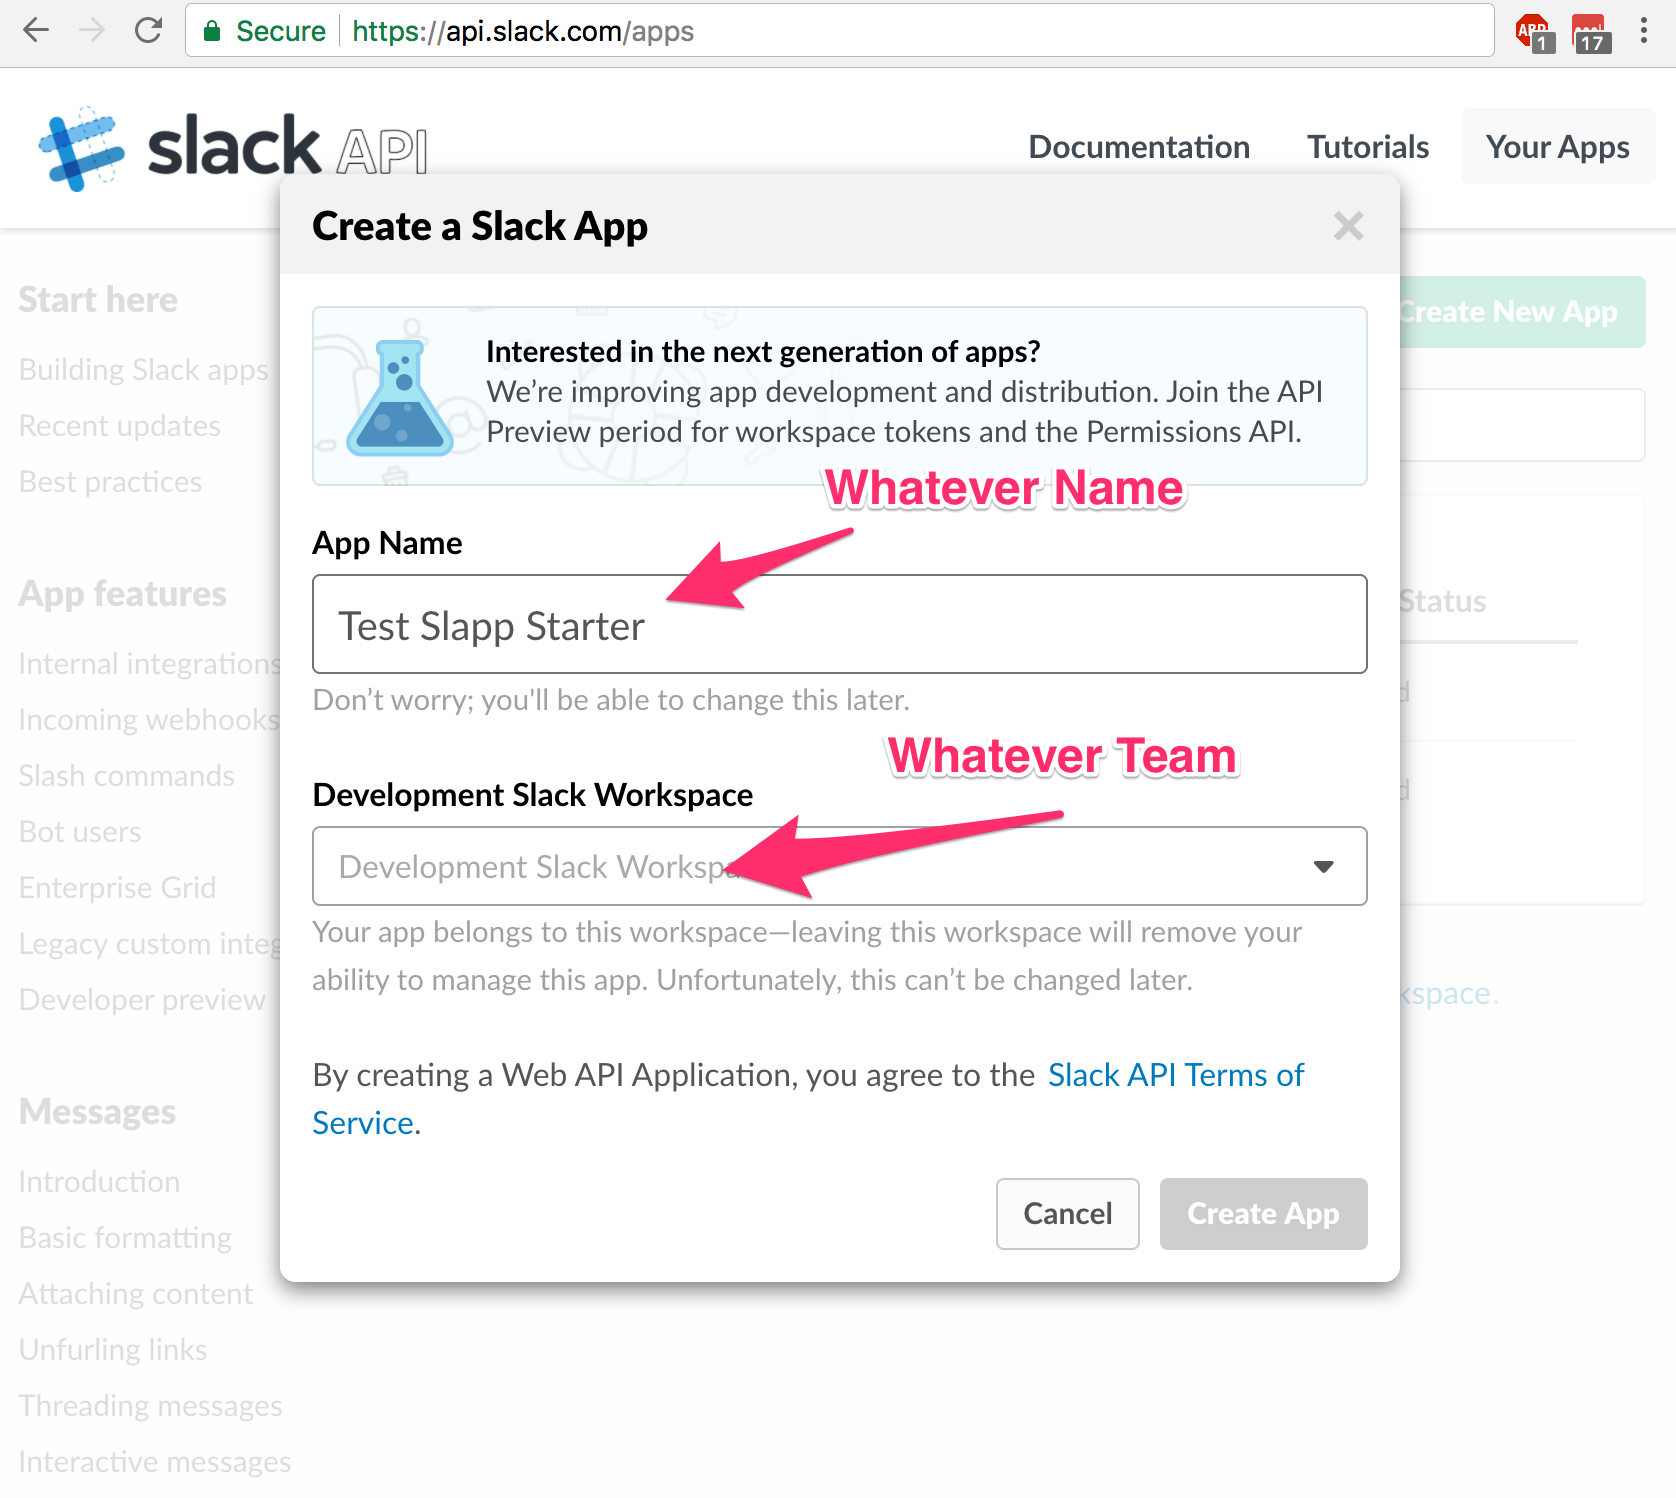 Secure https://api.slack.com/apps
1
17
slack API
Documentation
Tutorials
Your Apps
Create a Slack App
Start here
Building Slack apps
Recent updates
Best practices
App features
Internal integrations
Incoming webhooks
Slash commands
Bot users
Enterprise Grid
Legacy custom
Developer preview
Messages
Introduction
Basic formatting
Attaching content
Unfurling links
Threading messages
Interactive messages
Create New App
Status
Interested in the next generation of apps?
We're improving app development and distribution. Join the API
Preview period for workspace tokens and the Permissions API.
Whatever Name
App Name
Test Slapp Starter
Don't worry; you'll be able to change this later.
Whatever Team
Development Slack Workspace
Development Slack
Your app belongs to this workspace—leaving this workspace will remove your
ability to manage this app. Unfortunately, this can't be changed later.
By creating a Web API Application, you agree to the Slack API Terms of
Service.
Cancel
Create App